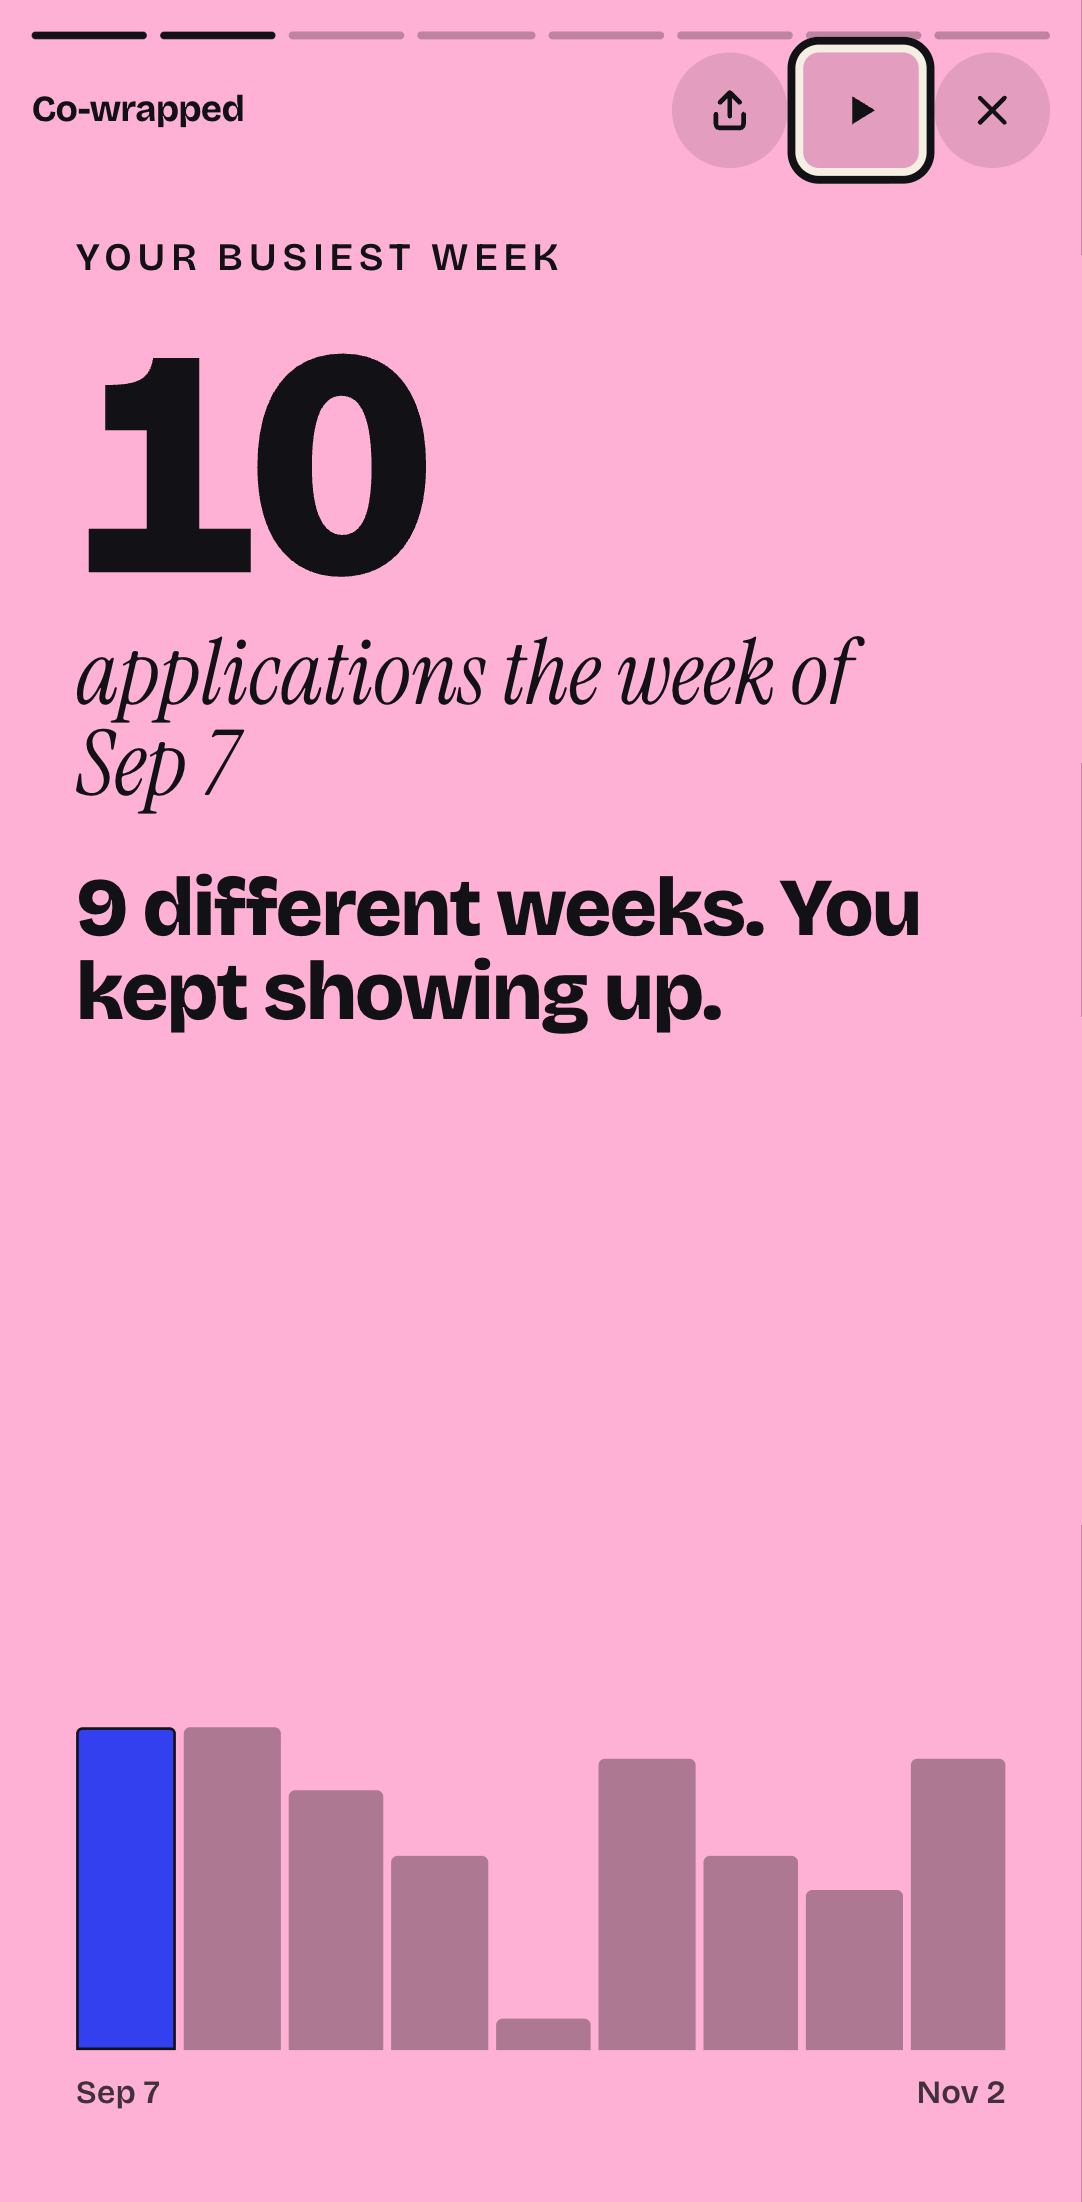 Co-wrapped
YOUR BUSIEST WEEK
10
applications the week of
Sep 7
9 different weeks. You
kept showing up.
Sep 7
Nov 2